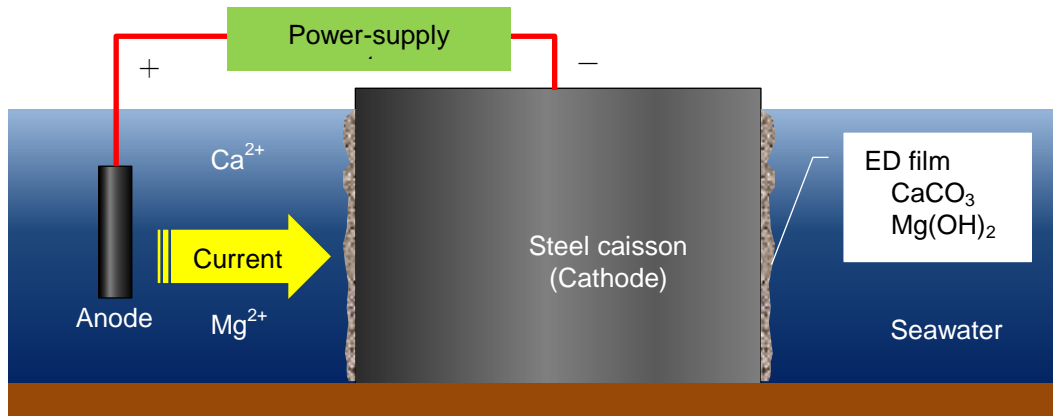 Power-supply
+
−
Ca²⁺
ED film
CaCO₃
Mg(OH)₂
Current
Steel caisson
(Cathode)
Anode
Mg²⁺
Seawater